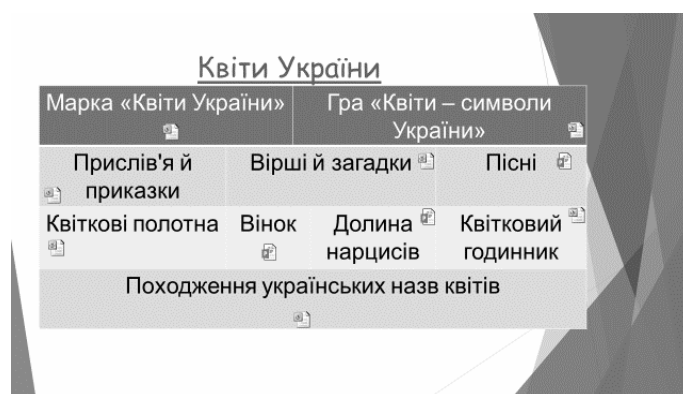 Квіти України
Марка «Квіти України»
Гра «Квіти – символи
України»
Прислів'я й
приказки
Вірші й загадки
Пісні
Квіткові полотна
Вінок
Долина
нарцисів
Квітковий
годинник
Походження українських назв квітів